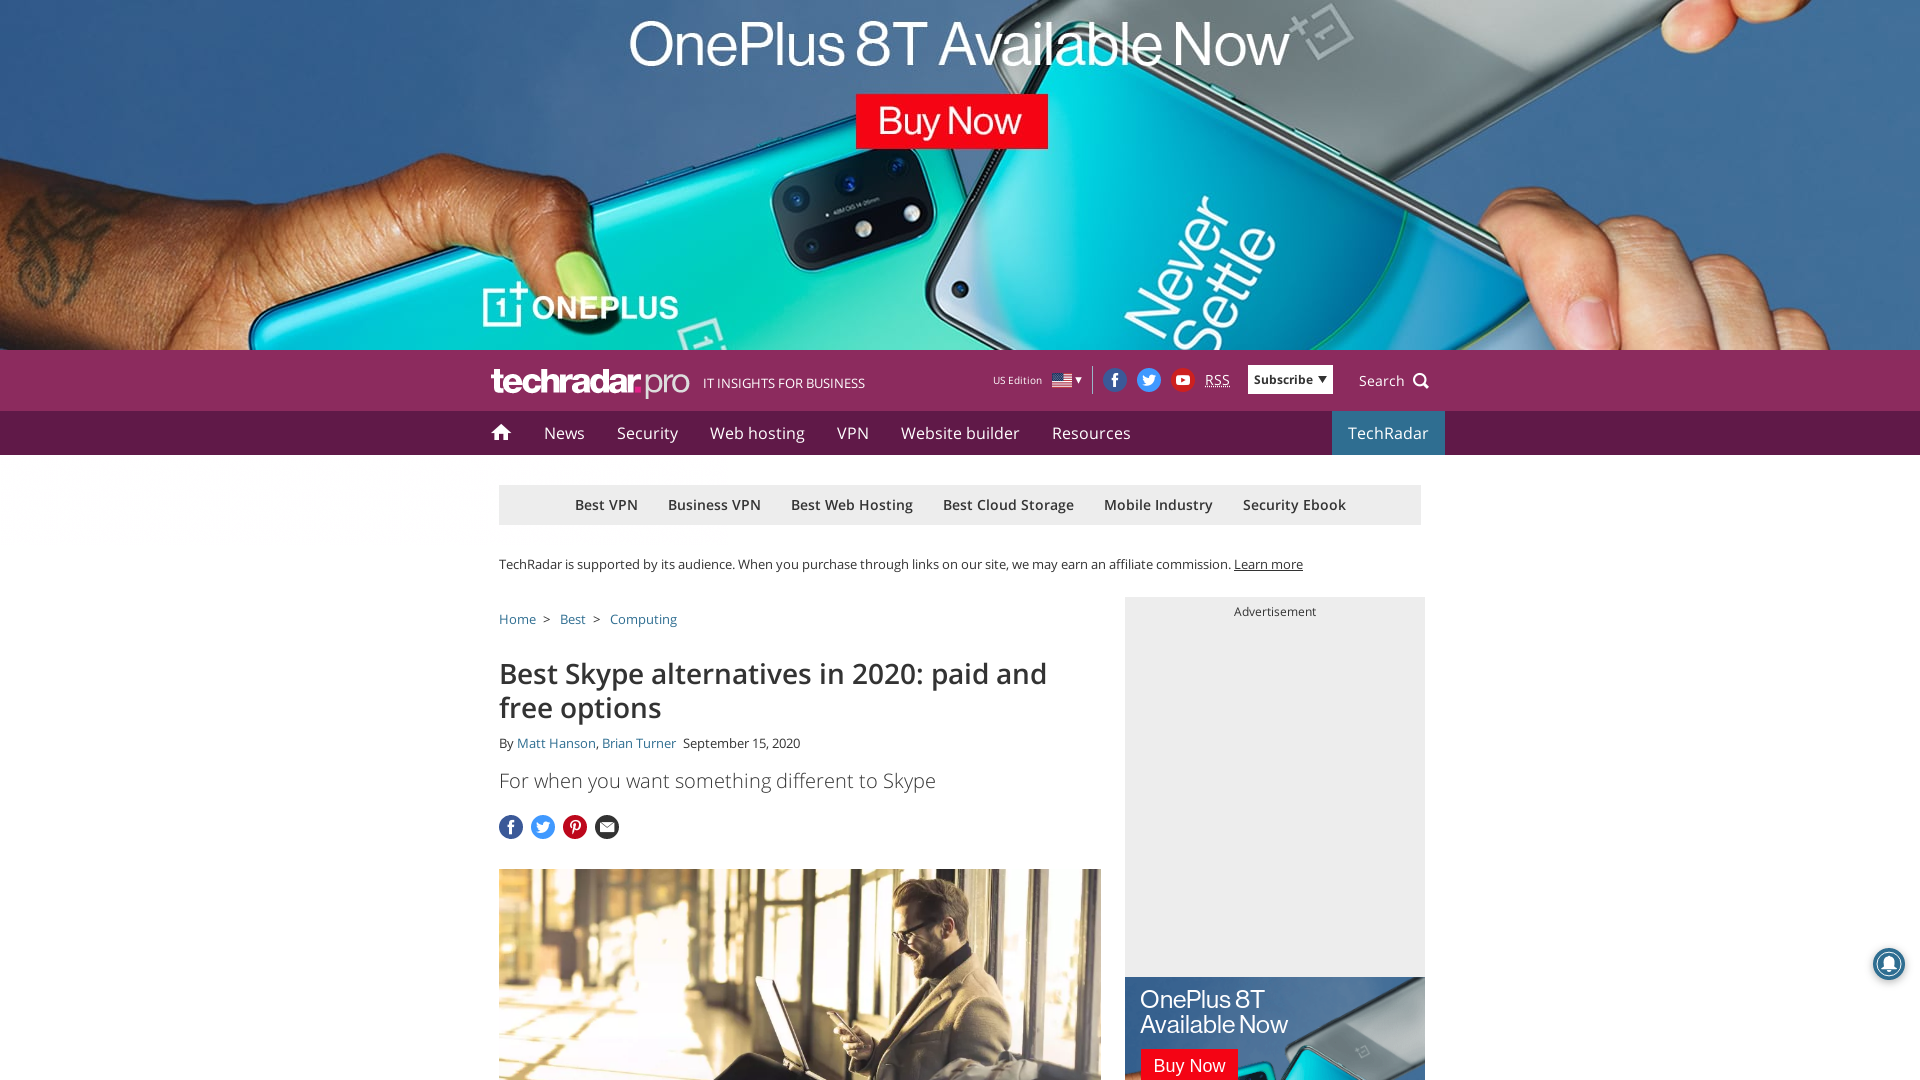 OnePlus 8T Available Now
Buy Now
48M OIS 14-26mm
Never
Settle
1+ ONEPLUS
techradar.pro IT INSIGHTS FOR BUSINESS
US Edition ▼ RSS Subscribe ▼ Search
News Security Web hosting VPN Website builder Resources TechRadar
Best VPN Business VPN Best Web Hosting Best Cloud Storage Mobile Industry Security Ebook
TechRadar is supported by its audience. When you purchase through links on our site, we may earn an affiliate commission. Learn more
Home > Best > Computing
Advertisement
Best Skype alternatives in 2020: paid and
free options
By Matt Hanson, Brian Turner September 15, 2020
For when you want something different to Skype
OnePlus 8T
Available Now
Buy Now